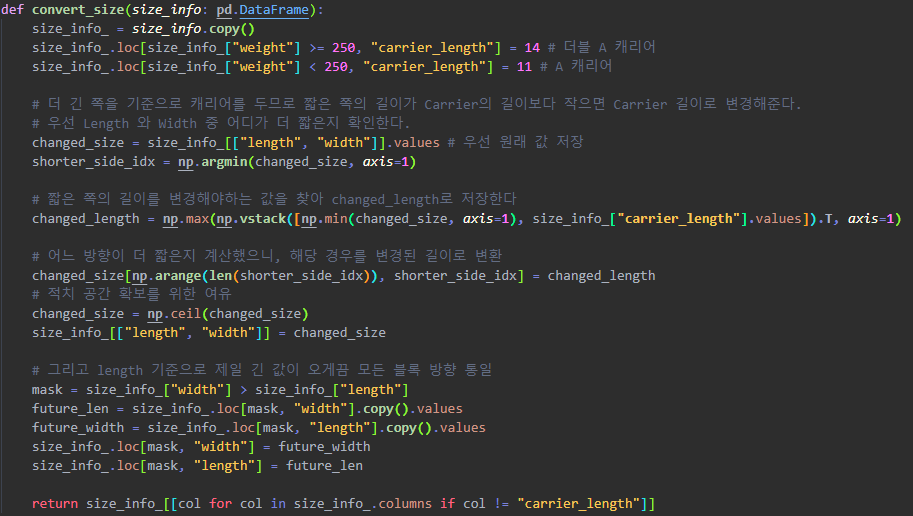 def convert_size(size_info: pd.DataFrame):
    size_info_ = size_info.copy()
    size_info_.loc[size_info_["weight"] >= 250, "carrier_length"] = 14 # 더블 A 캐리어
    size_info_.loc[size_info_["weight"] < 250, "carrier_length"] = 11 # A 캐리어

    # 더 긴 쪽을 기준으로 캐리어를 두므로 짧은 쪽의 길이가 Carrier의 길이보다 작으면 Carrier 길이로 변경해준다.
    # 우선 Length 와 Width 중 어디가 더 짧은지 확인한다.
    changed_size = size_info_[["length", "width"]].values # 우선 원래 값 저장
    shorter_side_idx = np.argmin(changed_size, axis=1)

    # 짧은 쪽의 길이를 변경해야하는 값을 찾아 changed_length로 저장한다
    changed_length = np.max(np.vstack([np.min(changed_size, axis=1), size_info_["carrier_length"].values]).T, axis=1)

    # 어느 방향이 더 짧은지 계산했으니, 해당 경우를 변경된 길이로 변환
    changed_size[np.arange(len(shorter_side_idx)), shorter_side_idx] = changed_length
    # 적치 공간 확보를 위한 여유
    changed_size = np.ceil(changed_size)
    size_info_[["length", "width"]] = changed_size

    # 그리고 length 기준으로 제일 긴 값이 오게끔 모든 블록 방향 통일
    mask = size_info_["width"] > size_info_["length"]
    future_len = size_info_.loc[mask, "width"].copy().values
    future_width = size_info_.loc[mask, "length"].copy().values
    size_info_.loc[mask, "width"] = future_width
    size_info_.loc[mask, "length"] = future_len

    return size_info_[[col for col in size_info_.columns if col != "carrier_length"]]